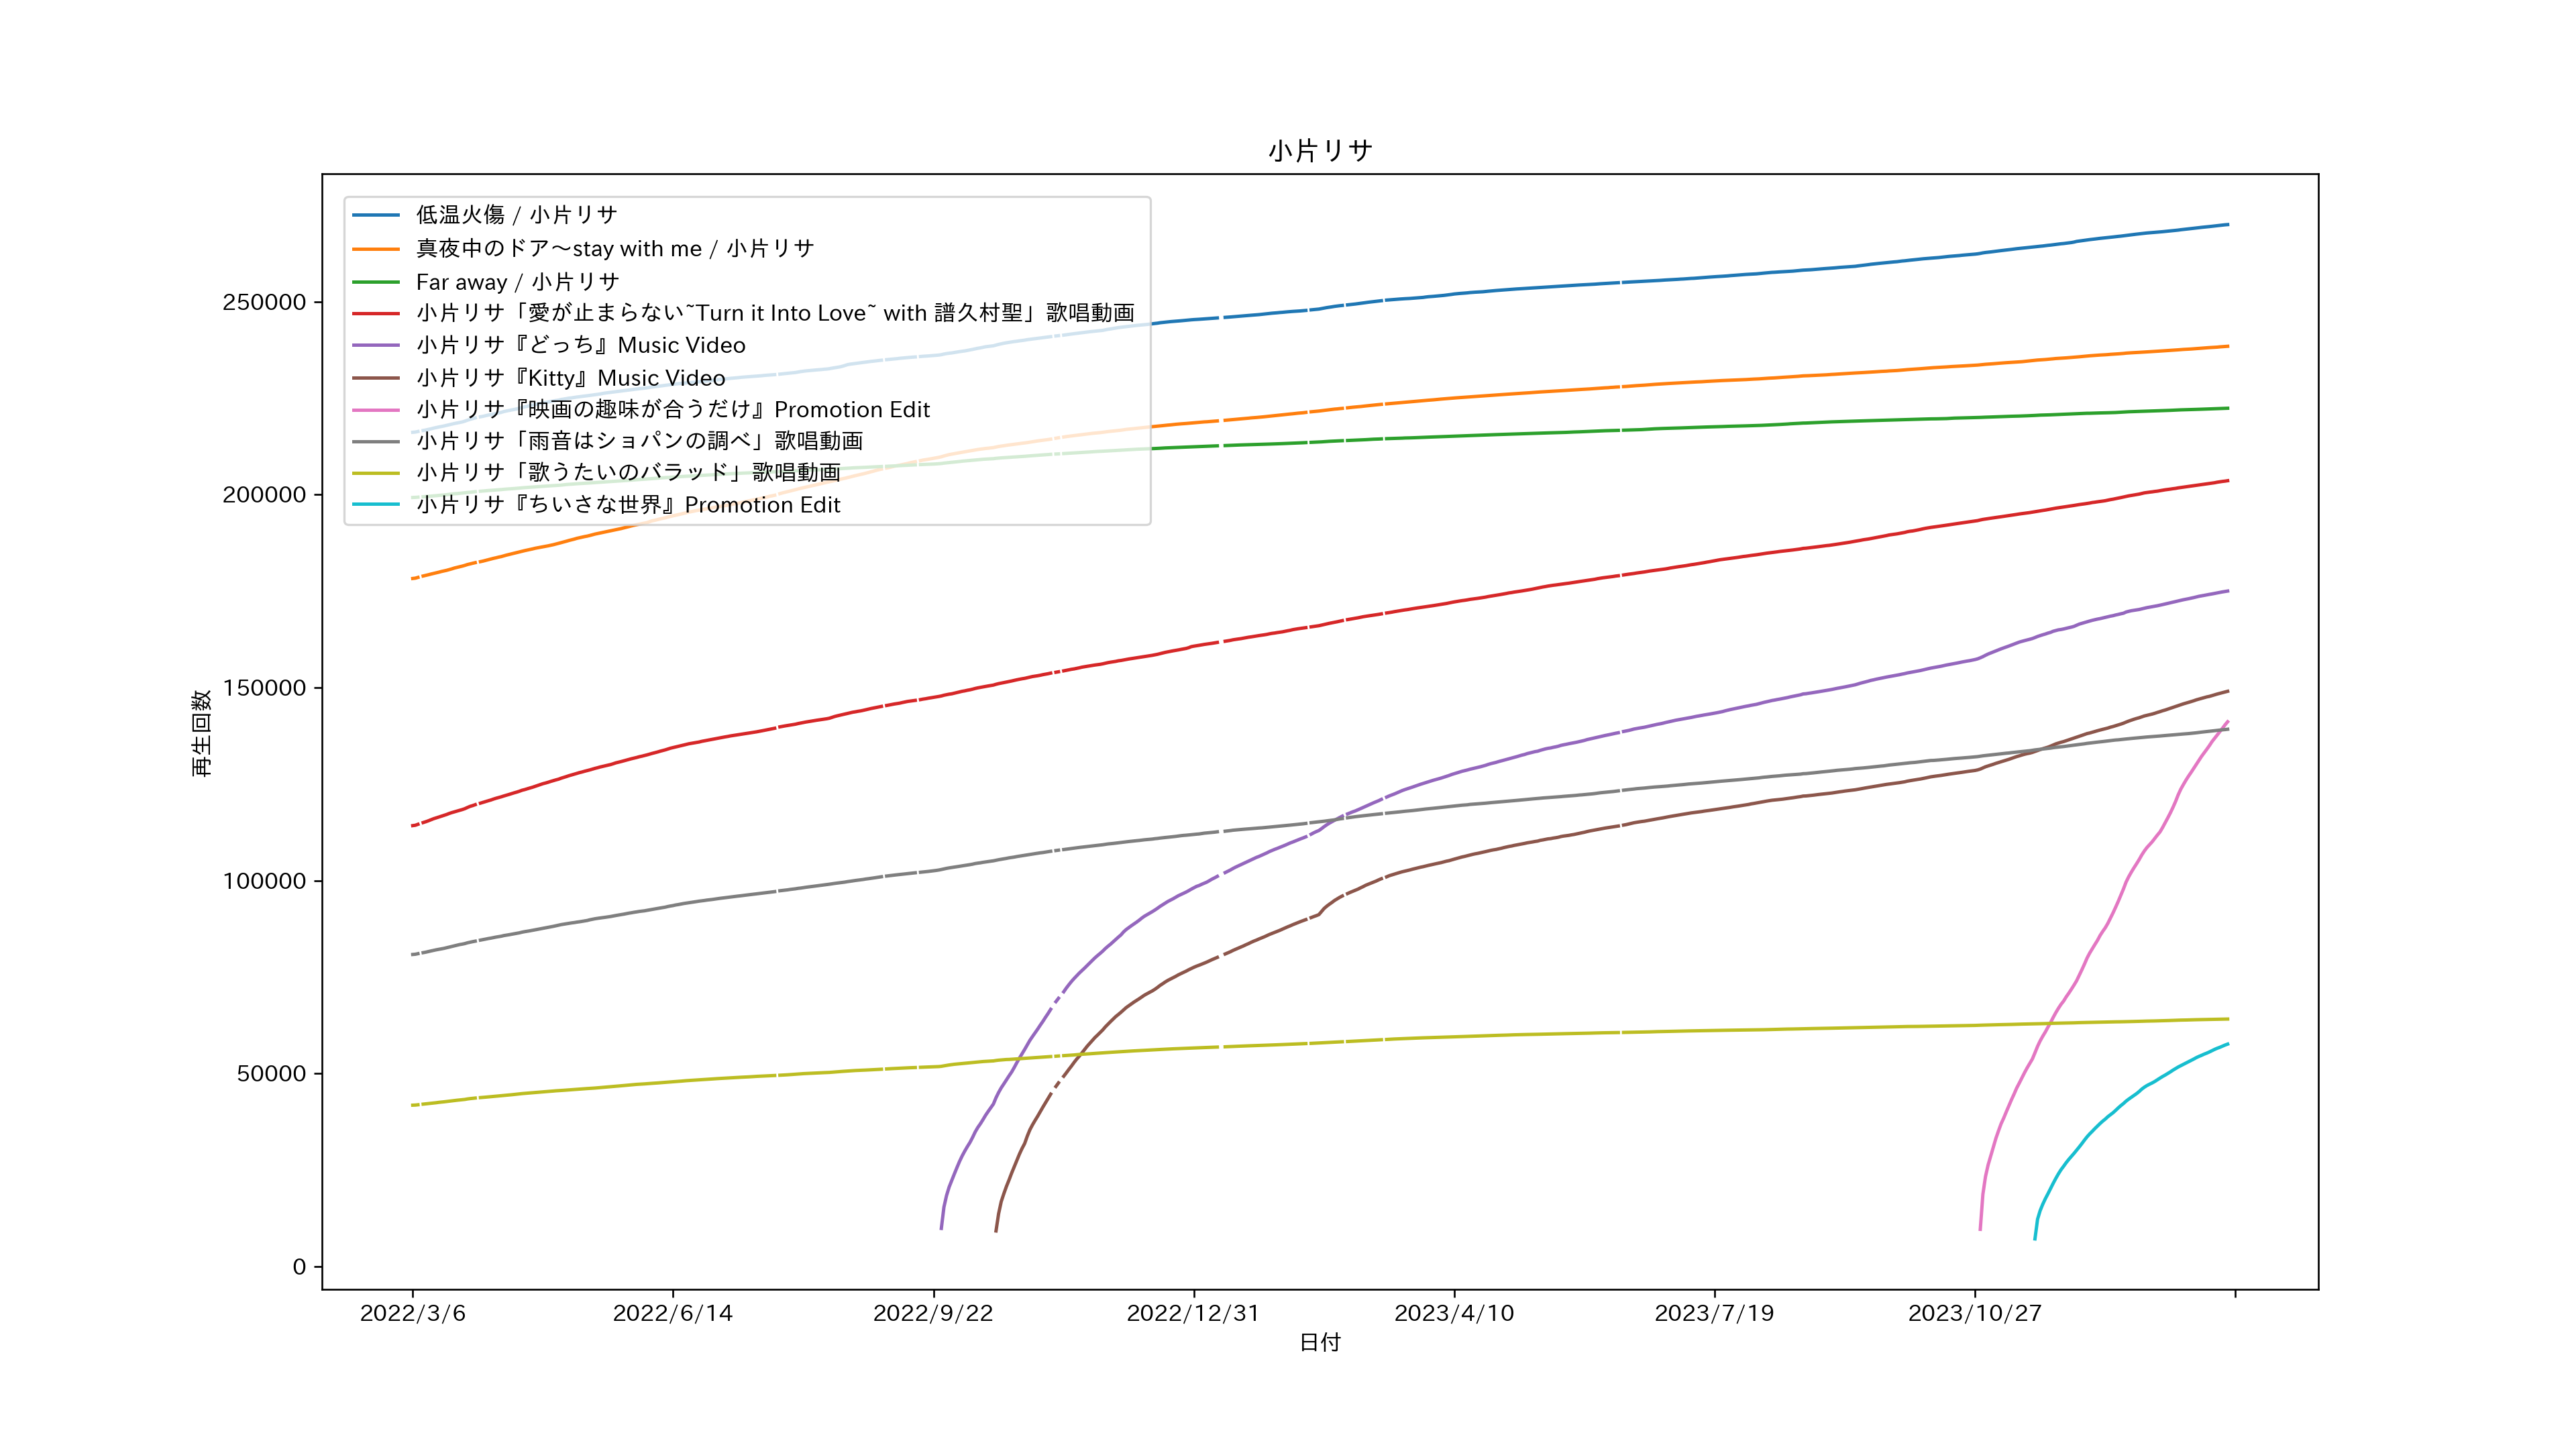 小片リサ
低温火傷 / 小片リサ
真夜中のドア〜stay with me / 小片リサ
Far away / 小片リサ
小片リサ「愛が止まらない~Turn it Into Love~ with 譜久村聖」歌唱動画
小片リサ『どっち』Music Video
小片リサ『Kitty』Music Video
小片リサ『映画の趣味が合うだけ』Promotion Edit
小片リサ「雨音はショパンの調べ」歌唱動画
小片リサ「歌うたいのバラッド」歌唱動画
小片リサ『ちいさな世界』Promotion Edit
再生回数
250000
200000
150000
100000
50000
0
2022/3/6 2022/6/14 2022/9/22 2022/12/31 2023/4/10 2023/7/19 2023/10/27
日付